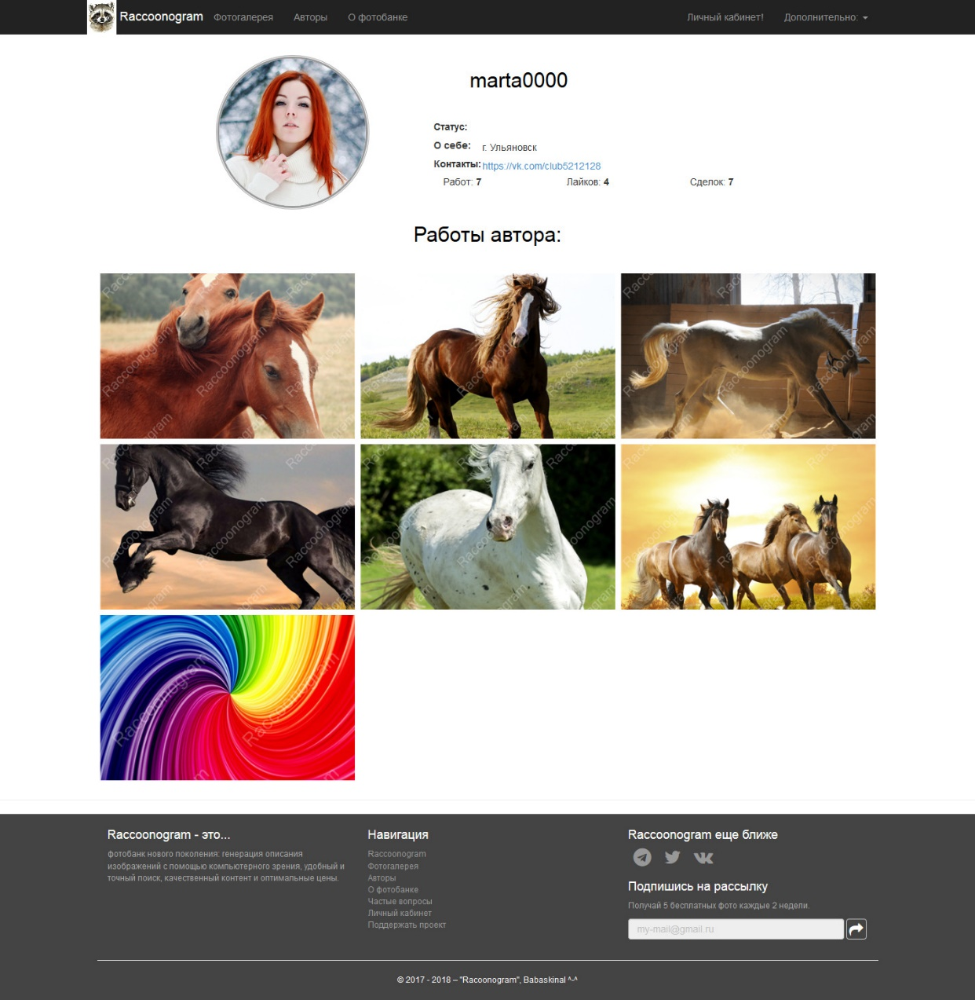 Raccoonogram Фотогалерея Авторы О фотобанке Личный кабинет! Дополнительно:
marta0000
Статус:
О себе: г. Ульяновск
Контакты: https://vk.com/club5212128
Работ: 7 Лайков: 4 Сделок: 7
Работы автора:
Raccoonogram - это...
фотобанк нового поколения: генерация описания
изображений с помощью компьютерного зрения, удобный и
точный поиск, качественный контент и оптимальные цены.
Навигация
Raccoonogram
Фотогалерея
Авторы
О фотобанке
Частые вопросы
Личный кабинет
Поддержать проект
Raccoonogram еще ближе
Подпишись на рассылку
Получай 5 бесплатных фото каждые 2 недели.
my-mail@gmail.ru
© 2017 - 2018 – "Racoonogram", Babaskinal ^-^